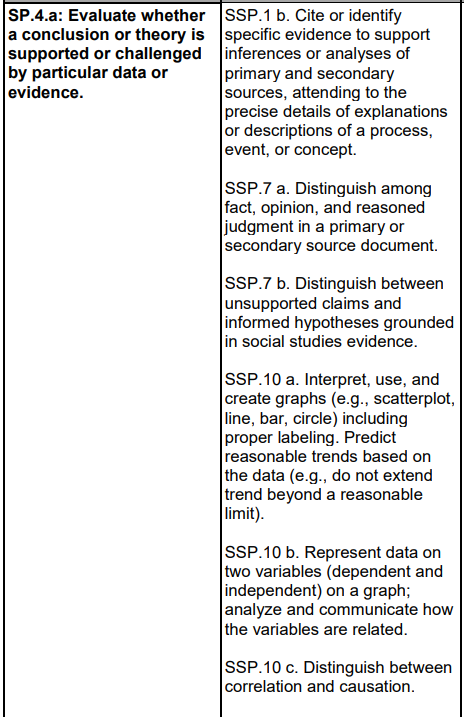 SP.4.a: Evaluate whether
a conclusion or theory is
supported or challenged
by particular data or
evidence.
SSP.1 b. Cite or identify
specific evidence to support
inferences or analyses of
primary and secondary
sources, attending to the
precise details of explanations
or descriptions of a process,
event, or concept.
SSP.7 a. Distinguish among
fact, opinion, and reasoned
judgment in a primary or
secondary source document.
SSP.7 b. Distinguish between
unsupported claims and
informed hypotheses grounded
in social studies evidence.
SSP.10 a. Interpret, use, and
create graphs (e.g., scatterplot,
line, bar, circle) including
proper labeling. Predict
reasonable trends based on
the data (e.g., do not extend
trend beyond a reasonable
limit).
SSP.10 b. Represent data on
two variables (dependent and
independent) on a graph;
analyze and communicate how
the variables are related.
SSP.10 c. Distinguish between
correlation and causation.